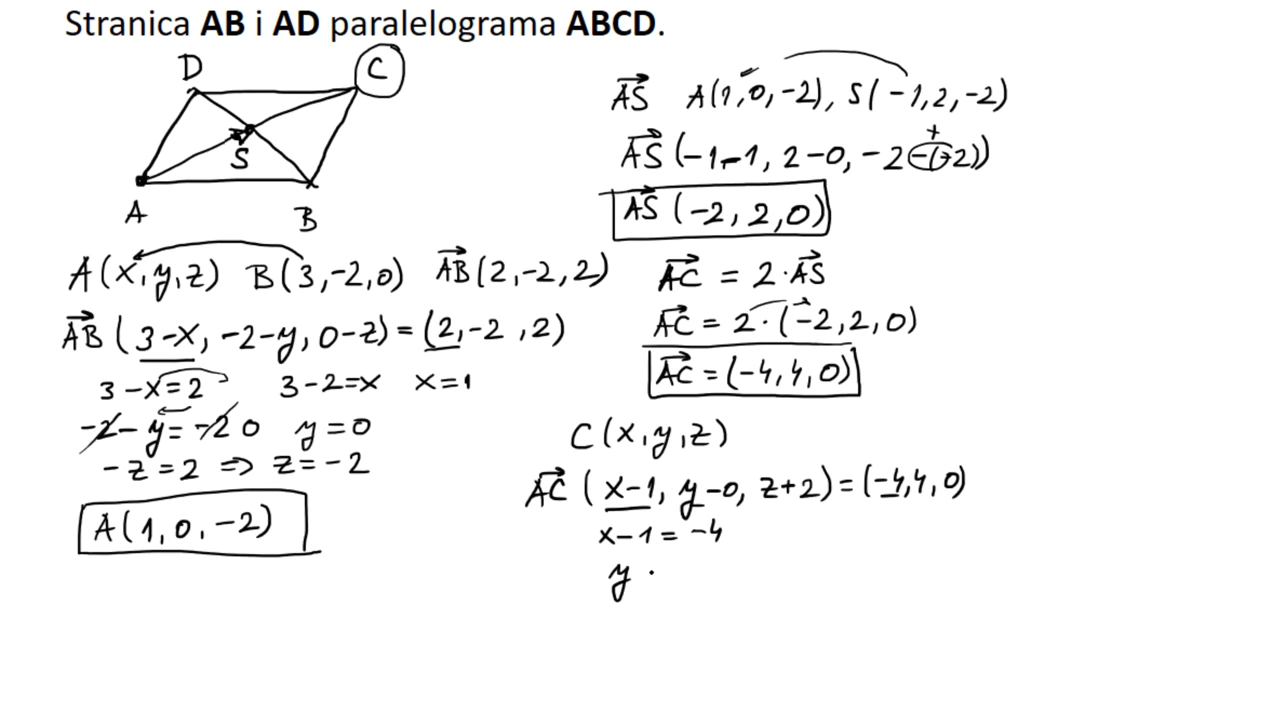 Stranica AB i AD paralelograma ABCD.
D
C
S
A
B
A(x,y,z) B(3,-2,0) AB(2,-2,2)
AB(3-x, -2-y, 0-z)=(2,-2,2)
3-x=2 3-2=x x=1
-2-y=-2 0 y=0
-z=2 => z=-2
A(1,0,-2)
AS A(1,0,-2), S(-1,2,-2)
+
AS(-1-1, 2-0, -2-(-2))
AS(-2,2,0)
AC = 2·AS
AC = 2·(-2,2,0)
AC = (-4,4,0)
C(x,y,z)
AC(x-1, y-0, z+2)=(-4,4,0)
x-1=-4
y